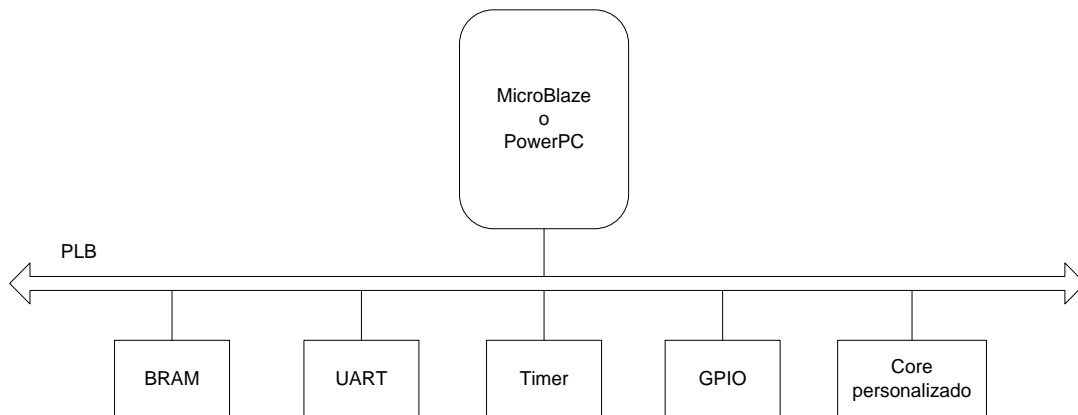 MicroBlaze
o
PowerPC
PLB
BRAM
UART
Timer
GPIO
Core
personalizado